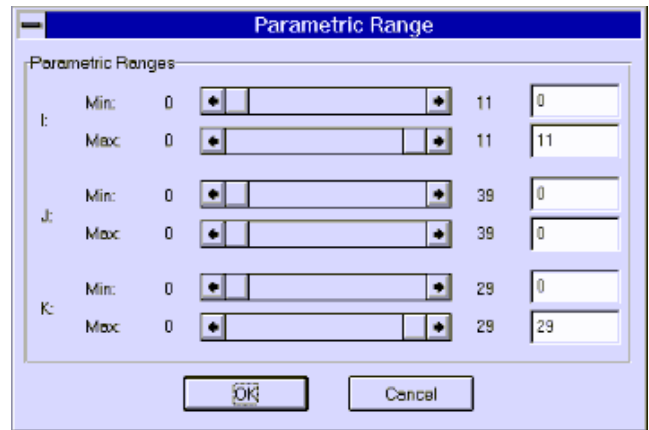 Parametric Range
Parametric Ranges
I:
Min: 0 11 0
Max: 0 11 11
J:
Min: 0 39 0
Max: 0 39 0
K:
Min: 0 29 0
Max: 0 29 29
OK Cancel